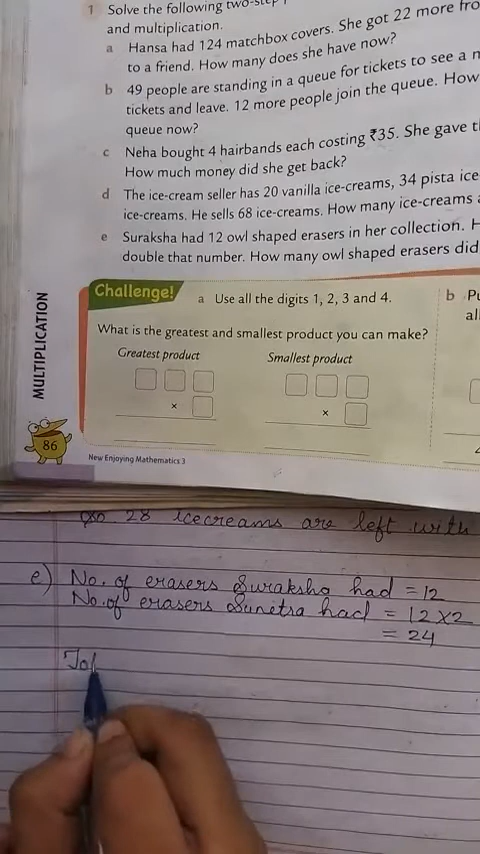 1 Solve the following two-step
and multiplication.
a Hansa had 124 matchbox covers. She got 22 more fro
to a friend. How many does she have now?
b 49 people are standing in a queue for tickets to see a
tickets and leave. 12 more people join the queue. How
queue now?
c Neha bought 4 hairbands each costing ₹35. She gave t
How much money did she get back?
d The ice-cream seller has 20 vanilla ice-creams, 34 pista ice
ice-creams. He sells 68 ice-creams. How many ice-creams
e Suraksha had 12 owl shaped erasers in her collection. H
double that number. How many owl shaped erasers did
Challenge!
a Use all the digits 1, 2, 3 and 4.
What is the greatest and smallest product you can make?
Greatest product Smallest product
× ×
b Pu
al
MULTIPLICATION
86
New Enjoying Mathematics 3
28 icecreams are left with
e) No. of erasers Suraksha had = 12
No. of erasers Sunetra had = 12 × 2
= 24
Tot